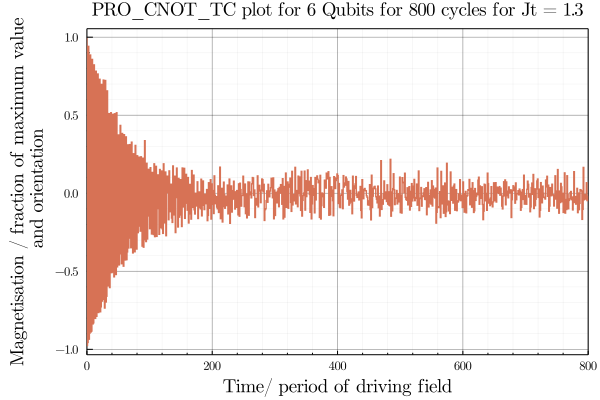 PRO_CNOT_TC plot for 6 Qubits for 800 cycles for Jt = 1.3
Magnetisation / fraction of maximum value
and orientation
1.0
0.5
0.0
−0.5
−1.0
0 200 400 600 800
Time/ period of driving field